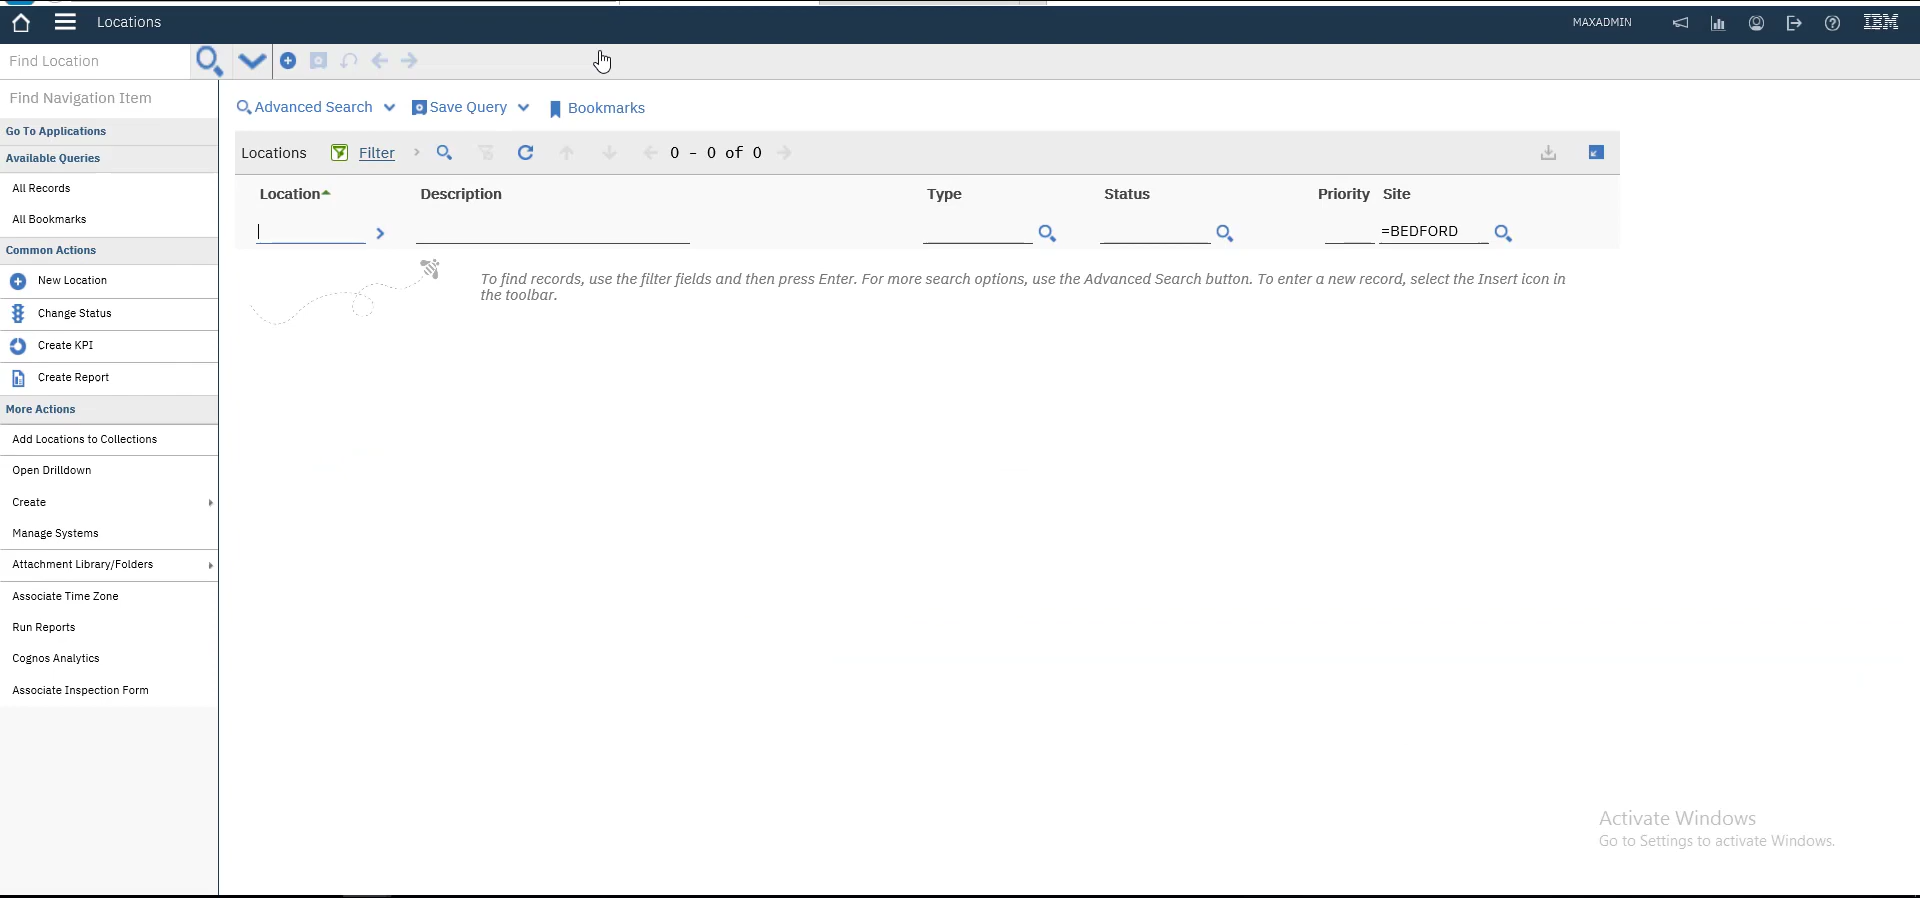 Locations
MAXADMIN
IBM
Find Location
Find Navigation Item
Go To Applications
Available Queries
All Records
All Bookmarks
Common Actions
New Location
Change Status
Create KPI
Create Report
More Actions
Add Locations to Collections
Open Drilldown
Create
Manage Systems
Attachment Library/Folders
Associate Time Zone
Run Reports
Cognos Analytics
Associate Inspection Form
Advanced Search Save Query Bookmarks
Locations Filter 0 - 0 of 0
Location Description Type Status Priority Site
=BEDFORD
To find records, use the filter fields and then press Enter. For more search options, use the Advanced Search button. To enter a new record, select the Insert icon in
the toolbar.
Activate Windows
Go to Settings to activate Windows.